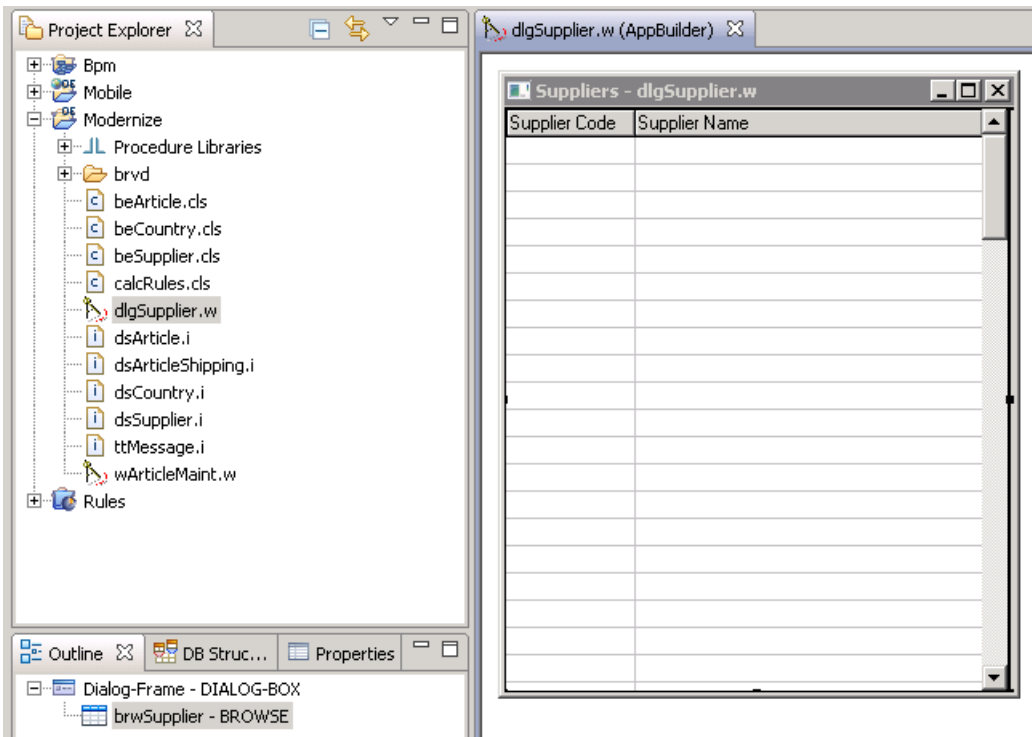 Project Explorer
Bpm
Mobile
Modernize
Procedure Libraries
brvd
beArticle.cls
beCountry.cls
beSupplier.cls
calcRules.cls
dlgSupplier.w
dsArticle.i
dsArticleShipping.i
dsCountry.i
dsSupplier.i
ttMessage.i
wArticleMaint.w
Rules
Outline DB Struc... Properties
Dialog-Frame - DIALOG-BOX
brwSupplier - BROWSE
dlgSupplier.w (AppBuilder)
Suppliers - dlgSupplier.w
Supplier Code Supplier Name